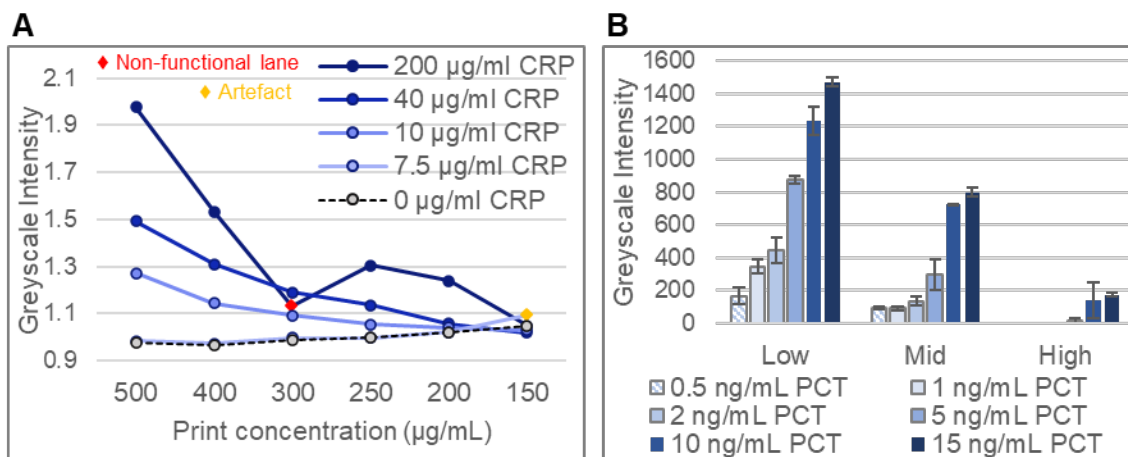 A
Greyscale Intensity
2.1
1.9
1.7
1.5
1.3
1.1
0.9
♦ Non-functional lane
♦ Artefact
200 µg/ml CRP
40 µg/ml CRP
10 µg/ml CRP
7.5 µg/ml CRP
0 µg/ml CRP
500 400 300 250 200 150
Print concentration (µg/mL)
B
Greyscale Intensity
1600
1400
1200
1000
800
600
400
200
0
Low Mid High
0.5 ng/mL PCT 1 ng/mL PCT
2 ng/mL PCT 5 ng/mL PCT
10 ng/mL PCT 15 ng/mL PCT